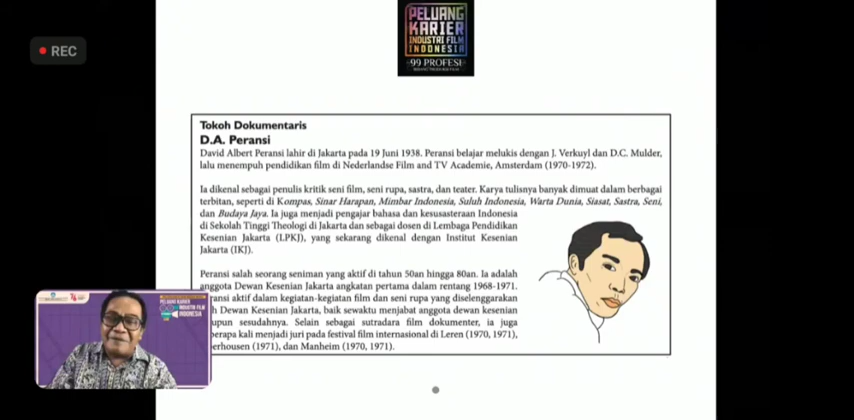 REC
PELUANG
KARIER
INDUSTRI FILM
INDONESIA
99 PROFESI
Tokoh Dokumentaris
D.A. Peransi
David Albert Peransi lahir di Jakarta pada 19 Juni 1938. Peransi belajar melukis dengan J. Verkuyl dan D.C. Mulder,
lalu menempuh pendidikan film di Nederlandse Film and TV Academie, Amsterdam (1970-1972).
Ia dikenal sebagai penulis kritik seni film, seni rupa, sastra, dan teater. Karya tulisnya banyak dimuat dalam berbagai
terbitan, seperti di Kompas, Sinar Harapan, Mimbar Indonesia, Suluh Indonesia, Warta Dunia, Siasat, Sastra, Seni,
dan Budaya Jaya. Ia juga menjadi pengajar bahasa dan kesusasteraan Indonesia
di Sekolah Tinggi Theologi di Jakarta dan sebagai dosen di Lembaga Pendidikan
Kesenian Jakarta (LPKJ), yang sekarang dikenal dengan Institut Kesenian
Jakarta (IKJ).
Peransi salah seorang seniman yang aktif di tahun 50an hingga 80an. Ia adalah
anggota Dewan Kesenian Jakarta angkatan pertama dalam rentang 1968-1971.
ransi aktif dalam kegiatan-kegiatan film dan seni rupa yang diselenggarakan
h Dewan Kesenian Jakarta, baik sewaktu menjabat anggota dewan kesenian
upun sesudahnya. Selain sebagai sutradara film dokumenter, ia juga
berapa kali menjadi juri pada festival film internasional di Leren (1970, 1971),
erhousen (1971), dan Manheim (1970, 1971).
PELUANG KARIER
INDUSTRI FILM
INDONESIA